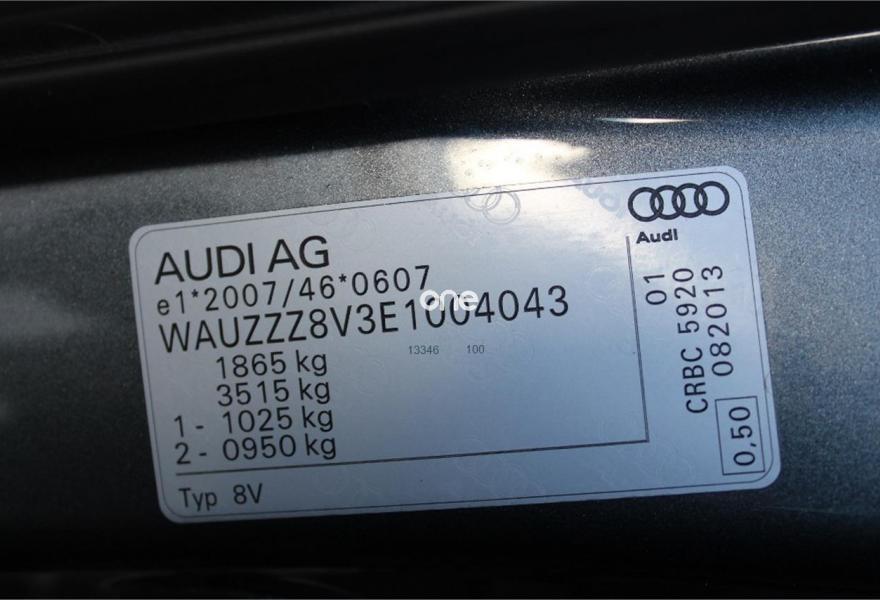 Audi
AUDI AG
e1*2007/46*0607
one
WAUZZZ8V3E1004043
13346 100
1865 kg
3515 kg
1 - 1025 kg
2 - 0950 kg
Typ 8V
01
CRBC 5920
082013
0,50